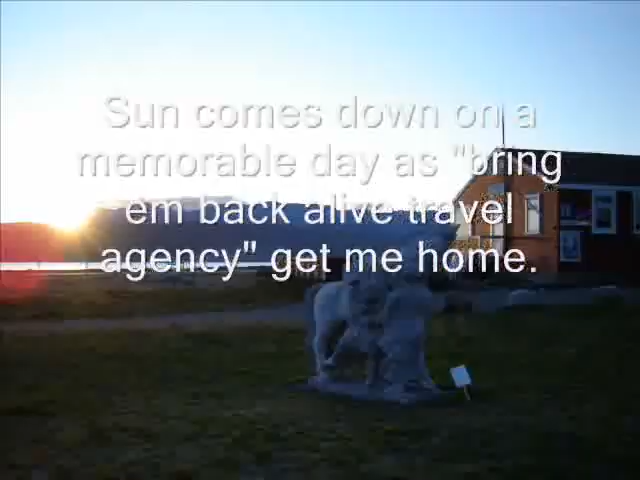 Sun comes down on a
memorable day as "bring
em back alive travel
agency" get me home.